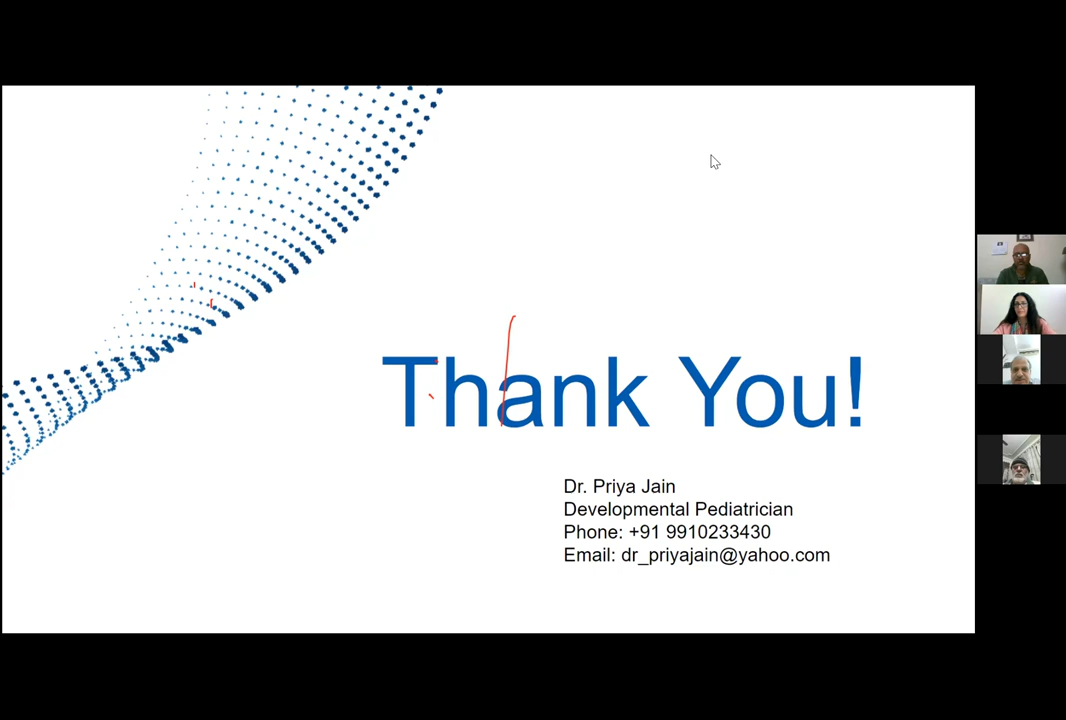 Thank You!
Dr. Priya Jain
Developmental Pediatrician
Phone: +91 9910233430
Email: dr_priyajain@yahoo.com